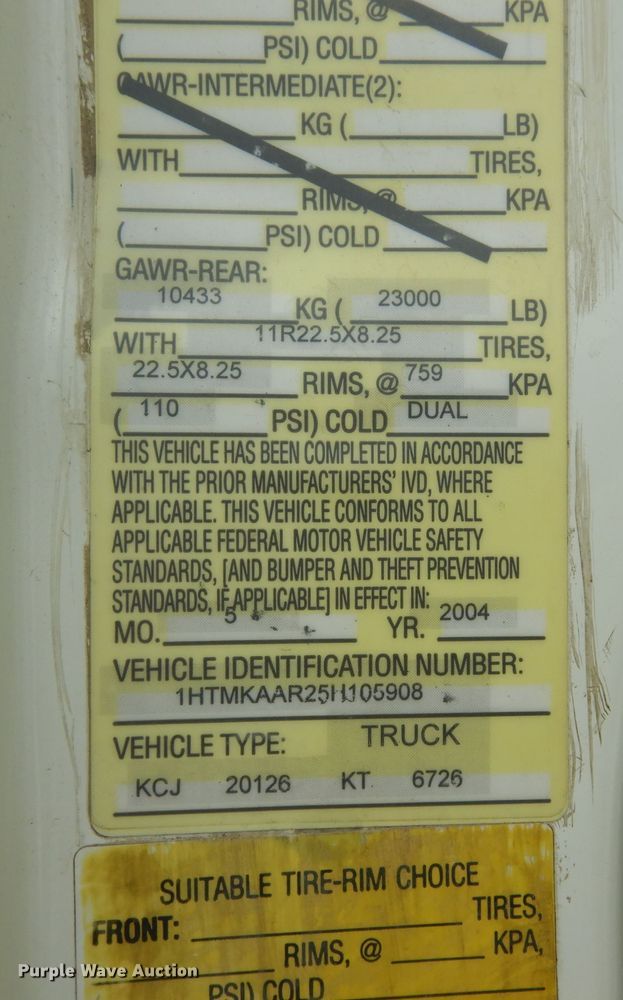 RIMS, @ KPA
( PSI) COLD
GAWR-INTERMEDIATE(2):
KG ( LB)
WITH TIRES,
RIMS, @ KPA
( PSI) COLD
GAWR-REAR:
10433 KG ( 23000 LB)
WITH 11R22.5X8.25 TIRES,
22.5X8.25 RIMS, @ 759 KPA
( 110 PSI) COLD DUAL
THIS VEHICLE HAS BEEN COMPLETED IN ACCORDANCE
WITH THE PRIOR MANUFACTURERS' IVD, WHERE
APPLICABLE. THIS VEHICLE CONFORMS TO ALL
APPLICABLE FEDERAL MOTOR VEHICLE SAFETY
STANDARDS, [AND BUMPER AND THEFT PREVENTION
STANDARDS, IF APPLICABLE] IN EFFECT IN:
MO. 5 YR. 2004
VEHICLE IDENTIFICATION NUMBER:
1HTMKAAR25H105908
VEHICLE TYPE: TRUCK
KCJ 20126 KT 6726
SUITABLE TIRE-RIM CHOICE
FRONT: TIRES,
RIMS, @ KPA,
PSI) COLD
Purple Wave Auction